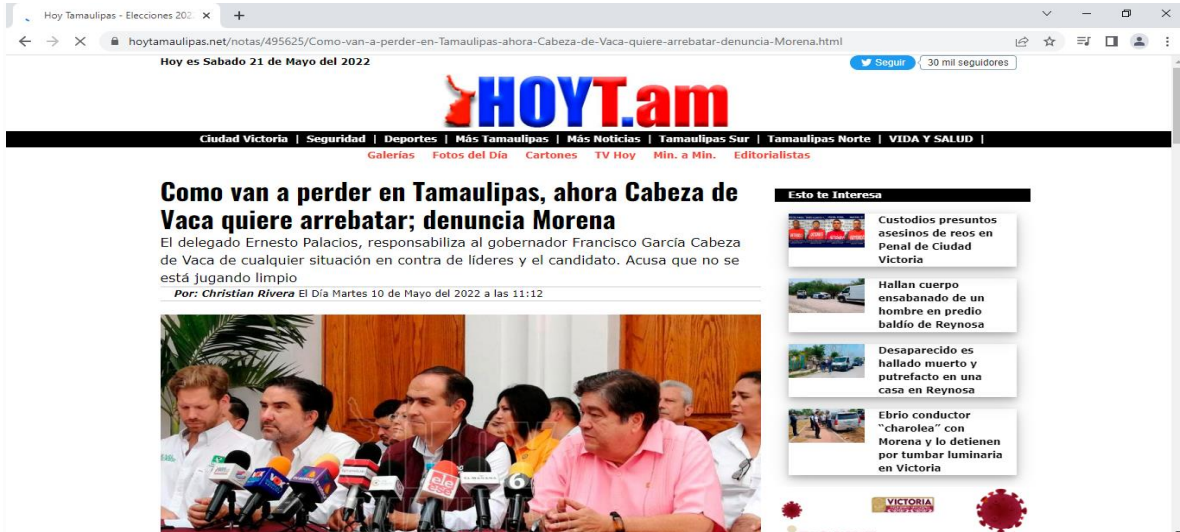 Hoy Tamaulipas - Elecciones 202
hoytamaulipas.net/notas/495625/Como-van-a-perder-en-Tamaulipas-ahora-Cabeza-de-Vaca-quiere-arrebatar-denuncia-Morena.html
Hoy es Sabado 21 de Mayo del 2022
Seguir
30 mil seguidores
HOYT.am
Ciudad Victoria | Seguridad | Deportes | Más Tamaulipas | Más Noticias | Tamaulipas Sur | Tamaulipas Norte | VIDA Y SALUD |
Galerías Fotos del Día Cartones TV Hoy Min. a Min. Editorialistas
Como van a perder en Tamaulipas, ahora Cabeza de
Vaca quiere arrebatar; denuncia Morena
El delegado Ernesto Palacios, responsabiliza al gobernador Francisco García Cabeza
de Vaca de cualquier situación en contra de líderes y el candidato. Acusa que no se
está jugando limpio
Por: Christian Rivera El Día Martes 10 de Mayo del 2022 a las 11:12
ele
6
Esto te Interesa
Custodios presuntos
asesinos de reos en
Penal de Ciudad
Victoria
Hallan cuerpo
ensabanado de un
hombre en predio
baldío de Reynosa
Desaparecido es
hallado muerto y
putrefacto en una
casa en Reynosa
Ebrio conductor
"charolea" con
Morena y lo detienen
por tumbar luminaria
en Victoria
VICTORIA